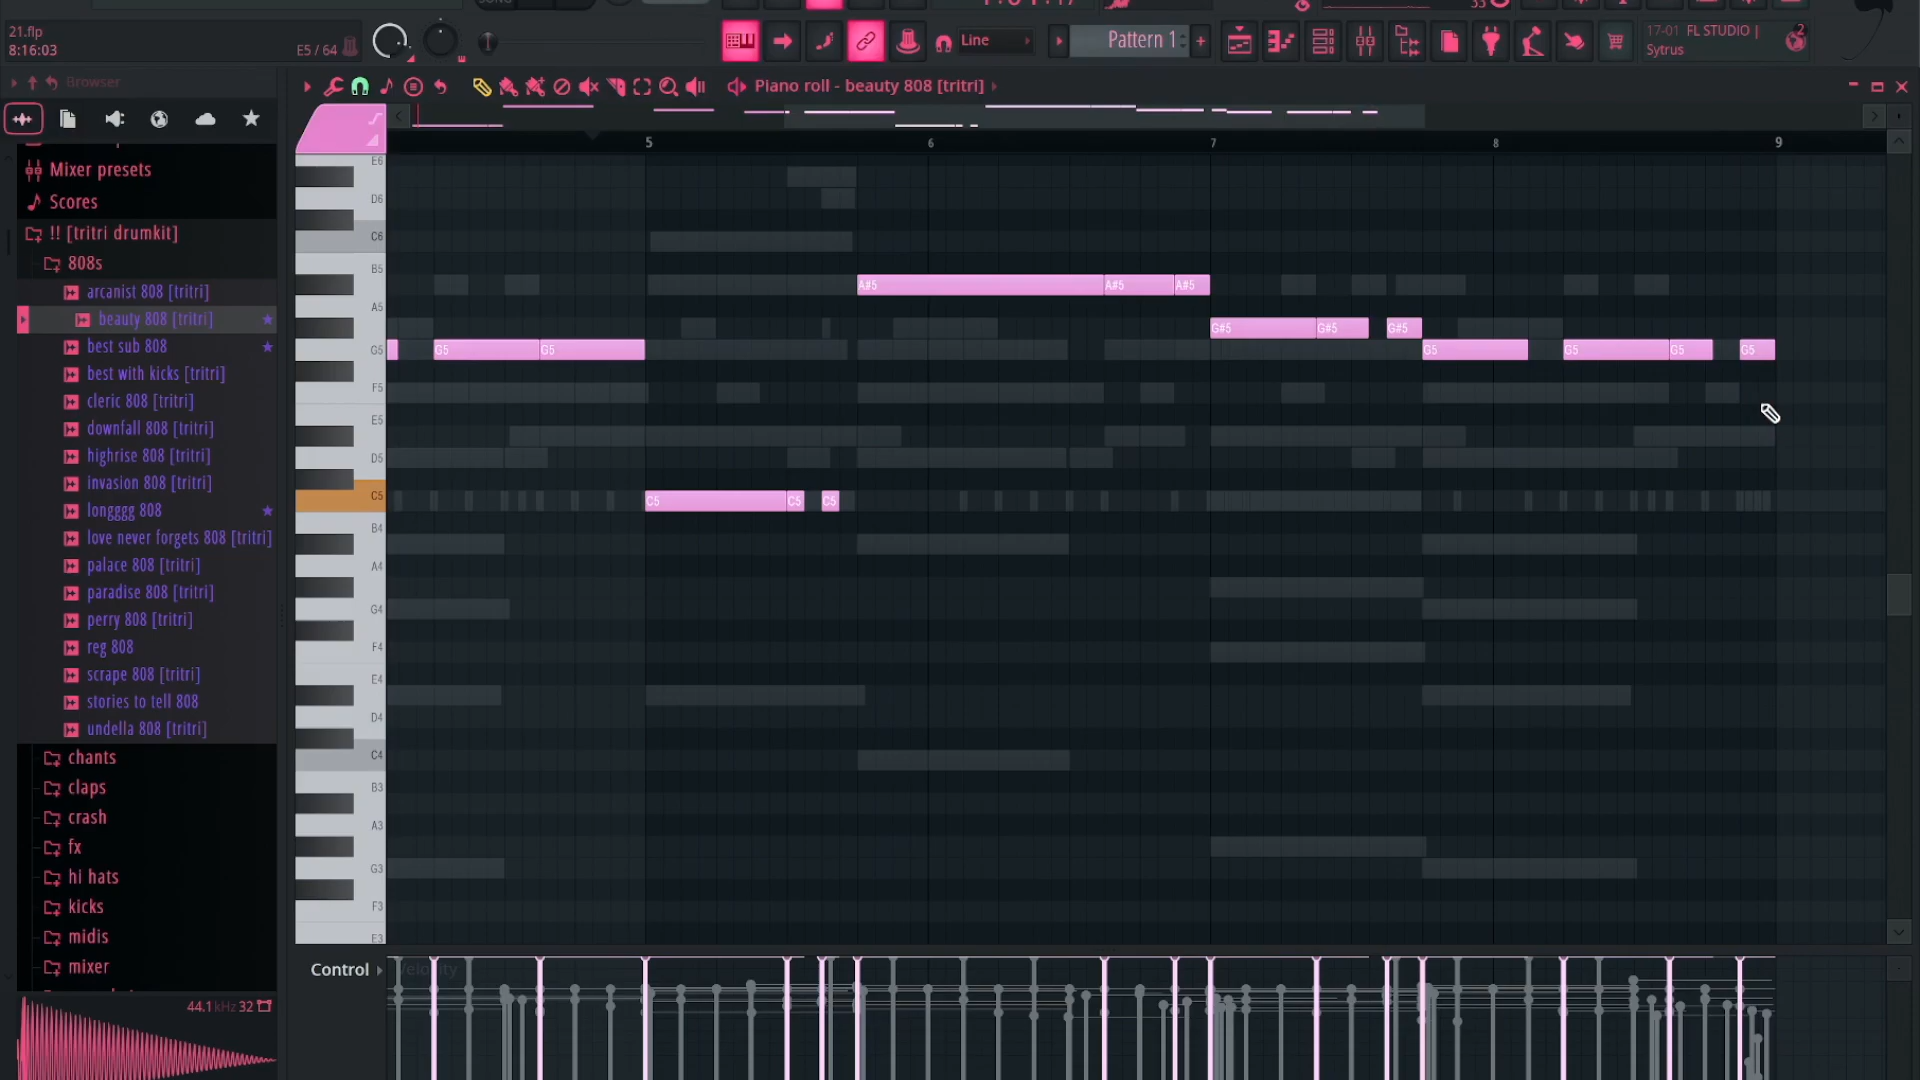 21.flp
8:16:03
E5 / 64
Line
Pattern 1
17-01 FL STUDIO |
Sytrus
2
Browser
Piano roll - beauty 808 [tritri]
5 6 7 8 9
Mixer presets
Scores
!! [tritri drumkit]
808s
arcanist 808 [tritri]
beauty 808 [tritri]
best sub 808
best with kicks [tritri]
cleric 808 [tritri]
downfall 808 [tritri]
highrise 808 [tritri]
invasion 808 [tritri]
longggg 808
love never forgets 808 [tritri]
palace 808 [tritri]
paradise 808 [tritri]
perry 808 [tritri]
reg 808
scrape 808 [tritri]
stories to tell 808
undella 808 [tritri]
chants
claps
crash
fx
hi hats
kicks
midis
mixer
44.1kHz 32
E6
D6
C6
B5
A5
G5
F5
E5
D5
C5
B4
A4
G4
F4
E4
D4
C4
B3
A3
G3
F3
E3
A#5 A#5 A#5
G#5 G#5 G#5
G5 G5 G5 G5 G5 G5
C5 C5 C5
Control
Velocity